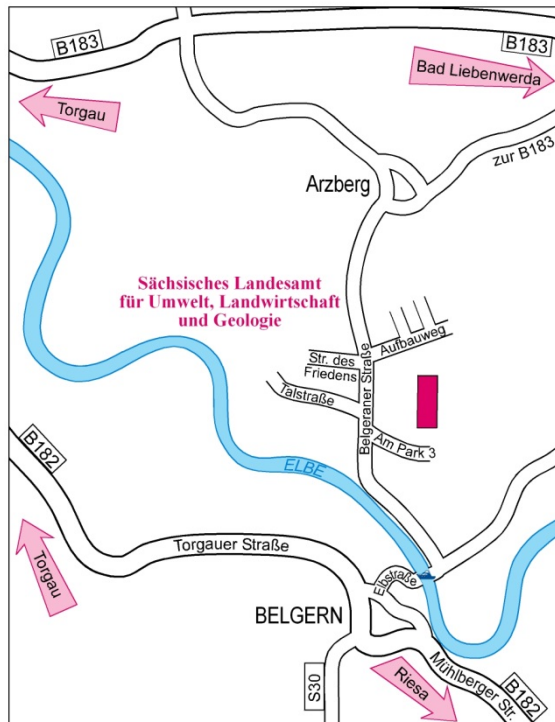 B183
B183
Bad Liebenwerda
Torgau
zur B183
Arzberg
Sächsisches Landesamt
für Umwelt, Landwirtschaft
und Geologie
Aufbauweg
Str. des
Friedens
Belgeraner Straße
Talstraße
Am Park 3
B182
ELBE
Torgauer Straße
Torgau
Elbstraße
BELGERN
Mühlberger Str.
S30
Riesa
B182